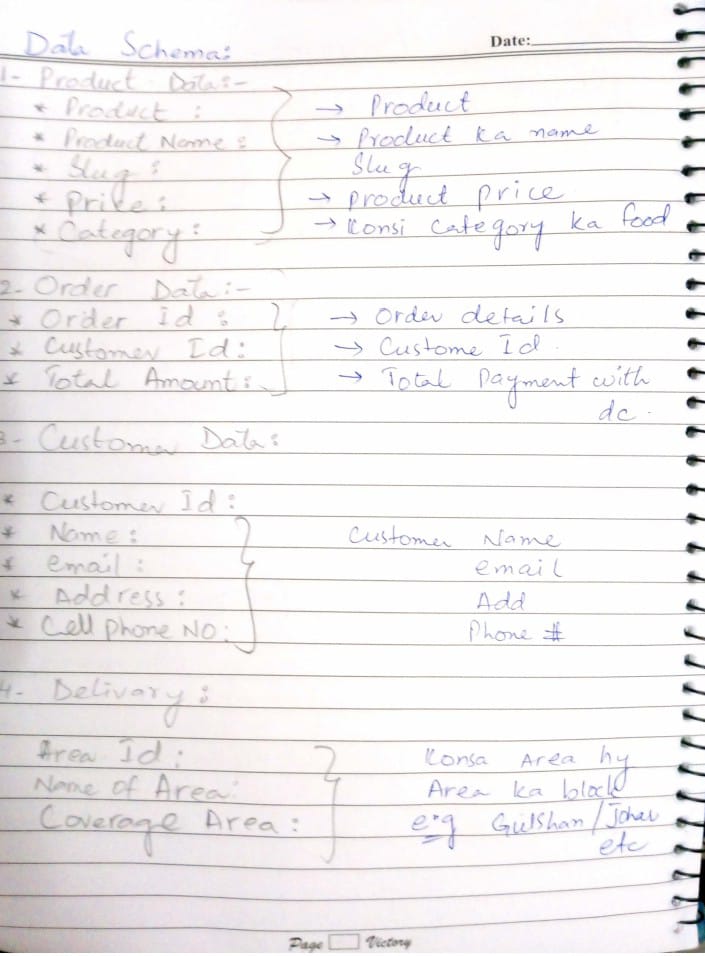 Data Schema:
Date:
1- Product Data:-
* Product : → Product
* Product Name : → Product ka name
* Slug : Slug
* Price : → Product price
* Category : → Konsi Category ka food
2- Order Data:-
* Order Id : → Order details
* Customer Id : → Custome Id.
* Total Amount : → Total Payment with
dc.
3- Customer Data:
* Customer Id :
* Name : Customer Name
* email : email
* Address : Add
* Cell Phone NO: Phone #
4- Delivary :
Area Id : Konsa Area hy
Name of Area: Area ka block
Coverage Area : e.g Gulshan/Johar
etc
Page Victory